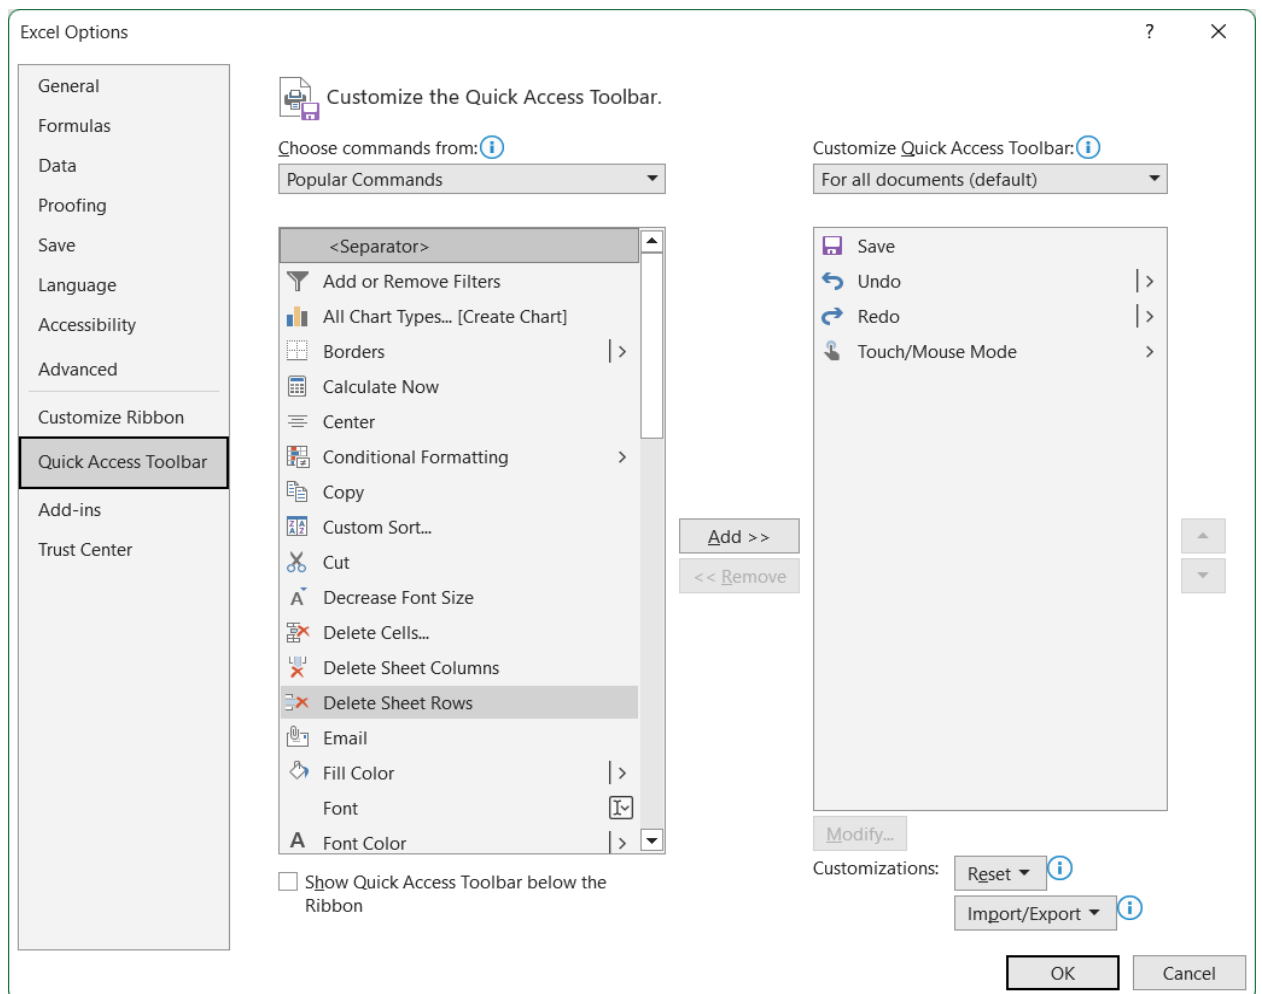 Excel Options
?
General
Formulas
Data
Proofing
Save
Language
Accessibility
Advanced
Customize Ribbon
Quick Access Toolbar
Add-ins
Trust Center
Customize the Quick Access Toolbar.
Choose commands from:
Popular Commands
<Separator>
Add or Remove Filters
All Chart Types... [Create Chart]
Borders
Calculate Now
Center
Conditional Formatting
Copy
Custom Sort...
Cut
Decrease Font Size
Delete Cells...
Delete Sheet Columns
Delete Sheet Rows
Email
Fill Color
Font
Font Color
Show Quick Access Toolbar below the
Ribbon
Add >>
<< Remove
Customize Quick Access Toolbar:
For all documents (default)
Save
Undo
Redo
Touch/Mouse Mode
Modify...
Customizations:
Reset
Import/Export
OK
Cancel